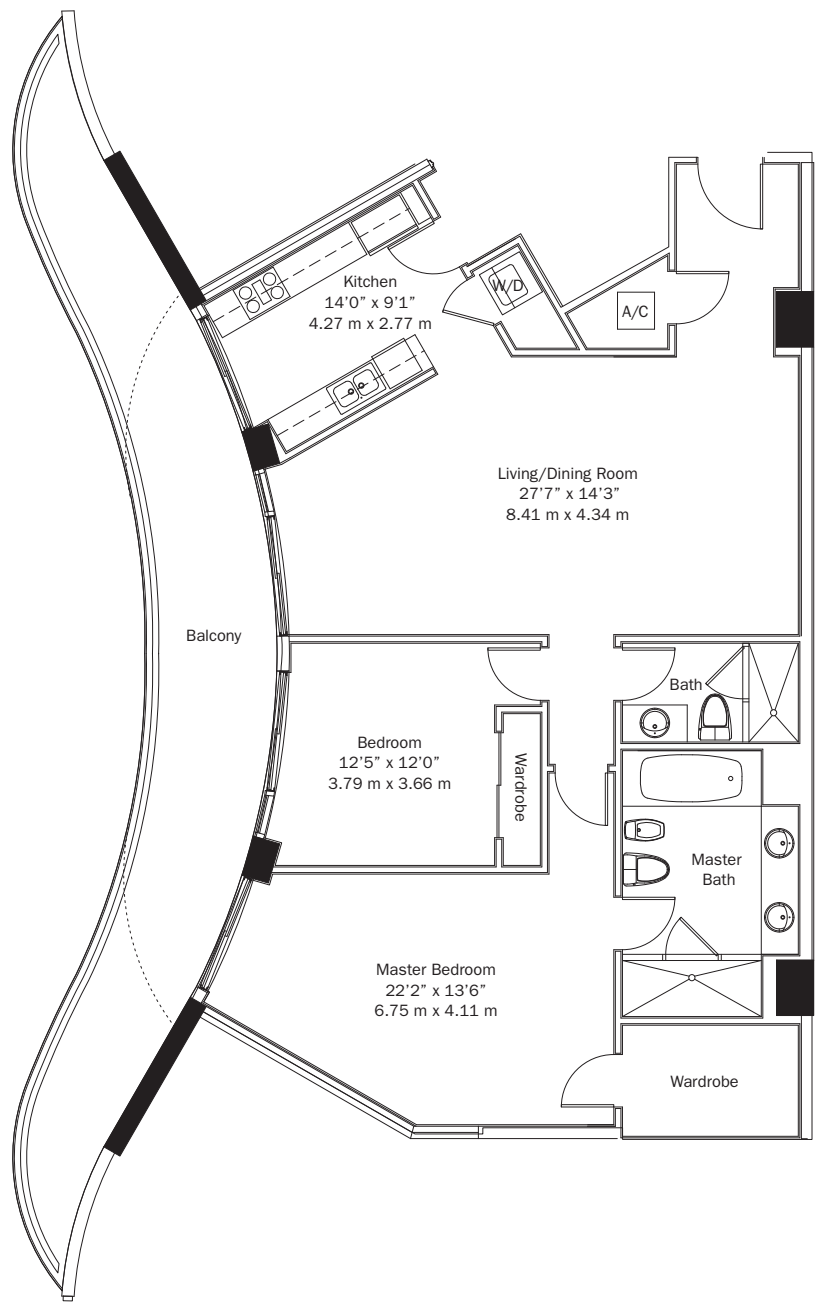 Kitchen
14’0” x 9’1”
4.27 m x 2.77 m
W/D
A/C
Living/Dining Room
27’7” x 14’3”
8.41 m x 4.34 m
Balcony
Bath
Bedroom
12’5” x 12’0”
3.79 m x 3.66 m
Wardrobe
Master
Bath
Master Bedroom
22’2” x 13’6”
6.75 m x 4.11 m
Wardrobe